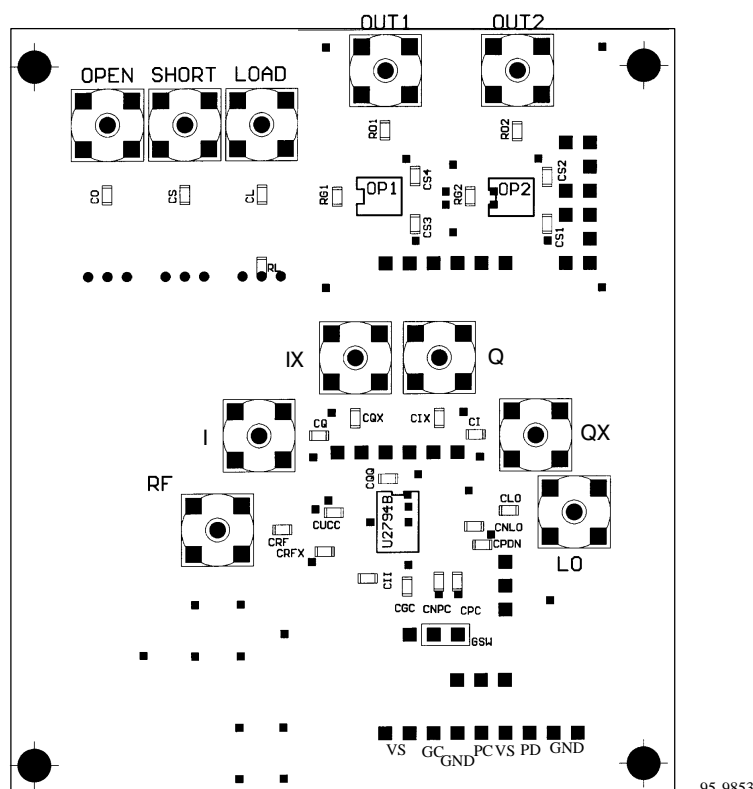 OUT1 OUT2
OPEN SHORT LOAD
RO1 RO2
CO CS CL RG1 OP1 CS4 RG2 OP2 CS2
CS3 CS1
RL
IX Q
I CQ CQX CIX CI QX
RF CQQ
CLO
CUCC U2794B CNLO
CRF CPDN
CRFX
LO
CII
CGC CNPC CPC
GSW
VS GC GND PC VS PD GND
95 9853